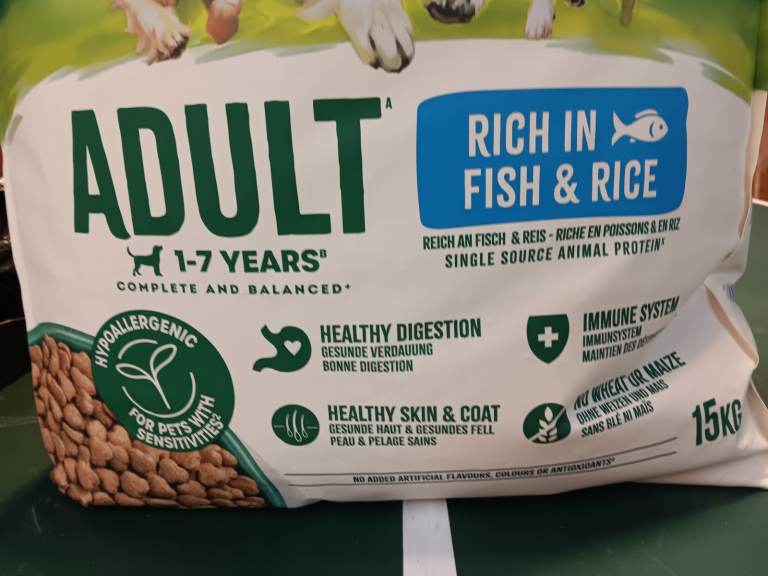 ADULT^A
1-7 YEARS^B
COMPLETE AND BALANCED+
RICH IN
FISH & RICE
REICH AN FISCH & REIS - RICHE EN POISSONS & EN RIZ
SINGLE SOURCE ANIMAL PROTEIN^X
HYPOALLERGENIC
FOR PETS WITH
SENSITIVITIES²
HEALTHY DIGESTION
GESUNDE VERDAUUNG
BONNE DIGESTION
IMMUNE SYSTEM
IMMUNSYSTEM
MAINTIEN DES
HEALTHY SKIN & COAT
GESUNDE HAUT & GESUNDES FELL
PEAU & PELAGE SAINS
NO WHEAT OR MAIZE
OHNE WEIZEN UND MAIS
SANS BLÉ NI MAÏS
15KG
NO ADDED ARTIFICIAL FLAVOURS, COLOURS OR ANTIOXIDANTS